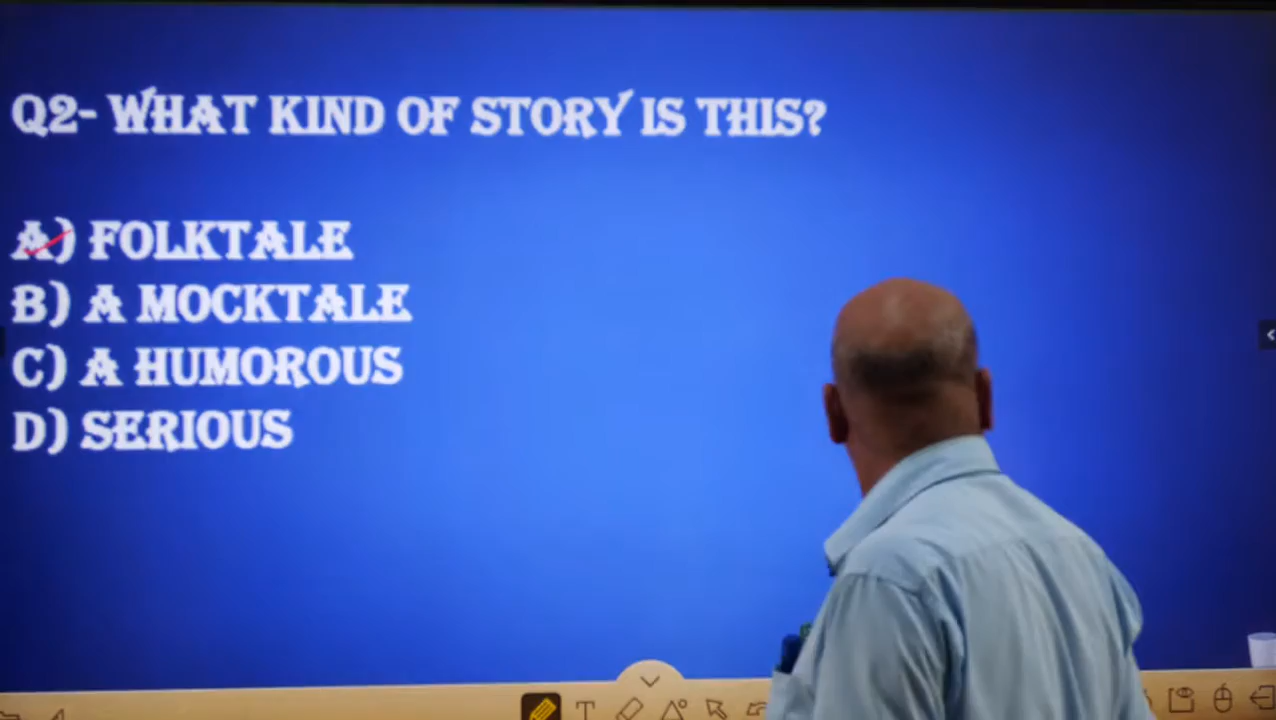 Q2- WHAT KIND OF STORY IS THIS?
A) FOLKTALE
B) A MOCKTALE
C) A HUMOROUS
D) SERIOUS
T